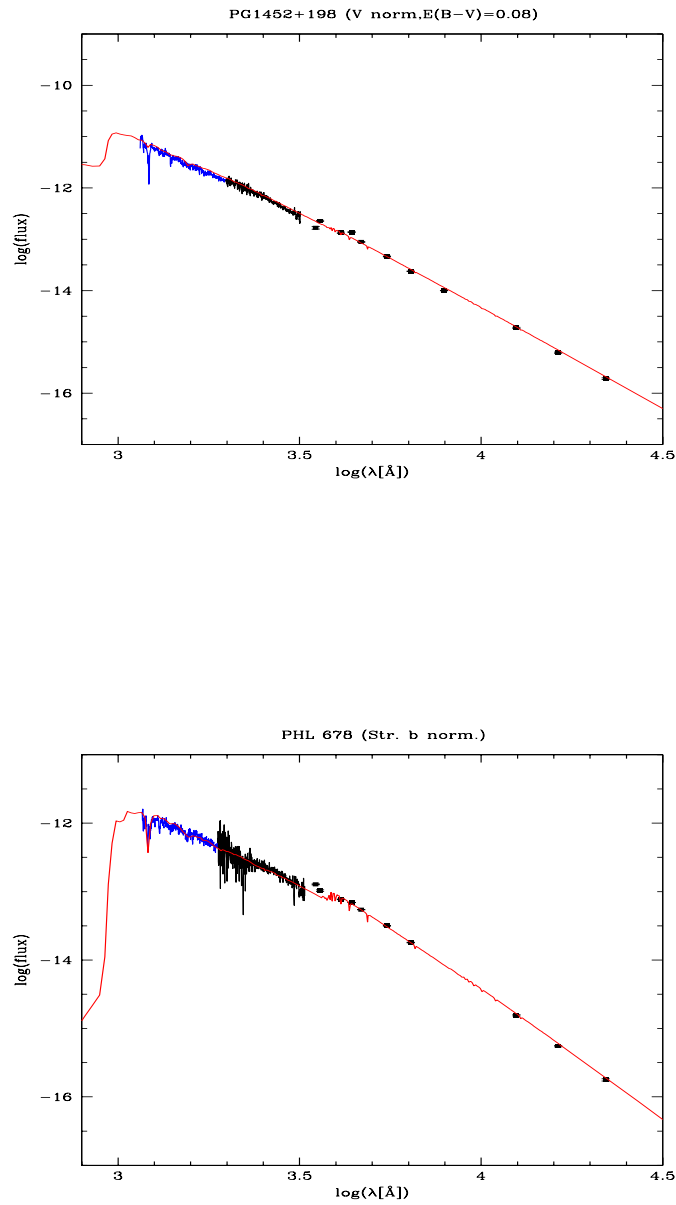 PG1452+198 (V norm,E(B−V)=0.08)
−10
−12
−14
−16
log(flux)
3
3.5
4
4.5
log(λ[Å])
PHL 678 (Str. b norm.)
−12
−14
−16
log(flux)
3
3.5
4
4.5
log(λ[Å])